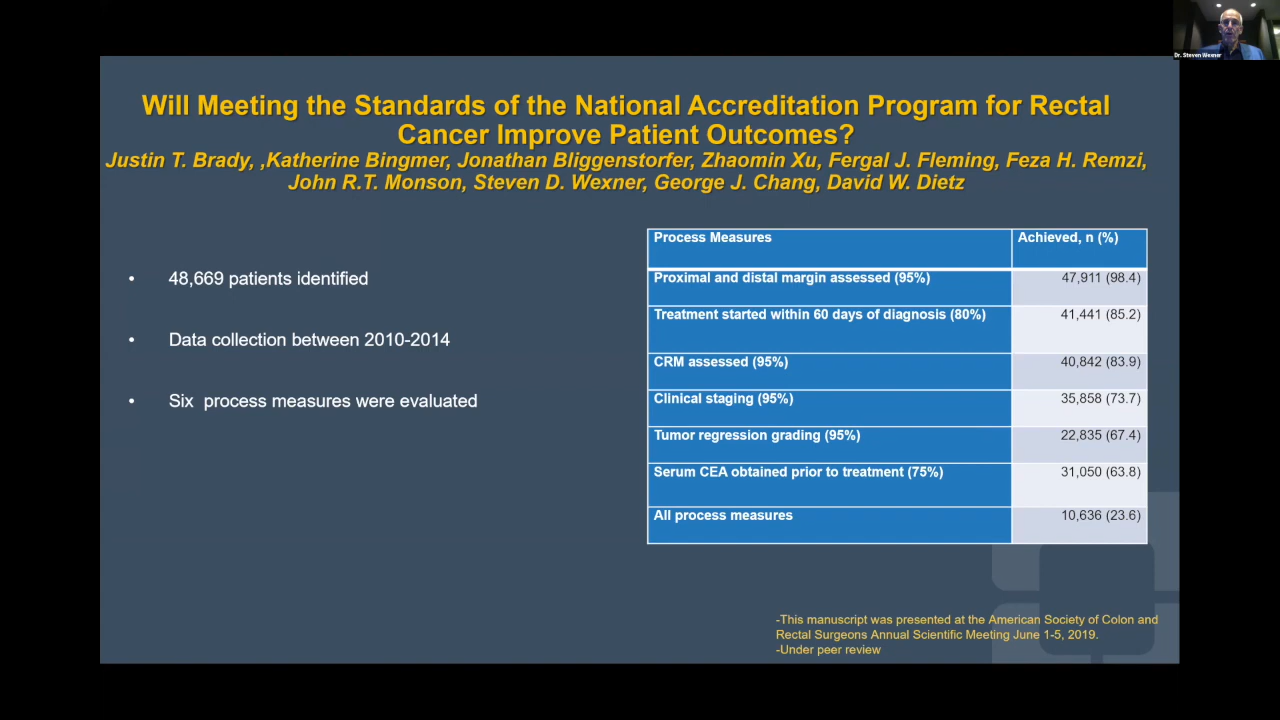 Dr. Steven Wexner
Will Meeting the Standards of the National Accreditation Program for Rectal
Cancer Improve Patient Outcomes?
Justin T. Brady, ,Katherine Bingmer, Jonathan Bliggenstorfer, Zhaomin Xu, Fergal J. Fleming, Feza H. Remzi,
John R.T. Monson, Steven D. Wexner, George J. Chang, David W. Dietz
• 48,669 patients identified
• Data collection between 2010-2014
• Six process measures were evaluated
Process Measures Achieved, n (%)
Proximal and distal margin assessed (95%) 47,911 (98.4)
Treatment started within 60 days of diagnosis (80%) 41,441 (85.2)
CRM assessed (95%) 40,842 (83.9)
Clinical staging (95%) 35,858 (73.7)
Tumor regression grading (95%) 22,835 (67.4)
Serum CEA obtained prior to treatment (75%) 31,050 (63.8)
All process measures 10,636 (23.6)
-This manuscript was presented at the American Society of Colon and
Rectal Surgeons Annual Scientific Meeting June 1-5, 2019.
-Under peer review